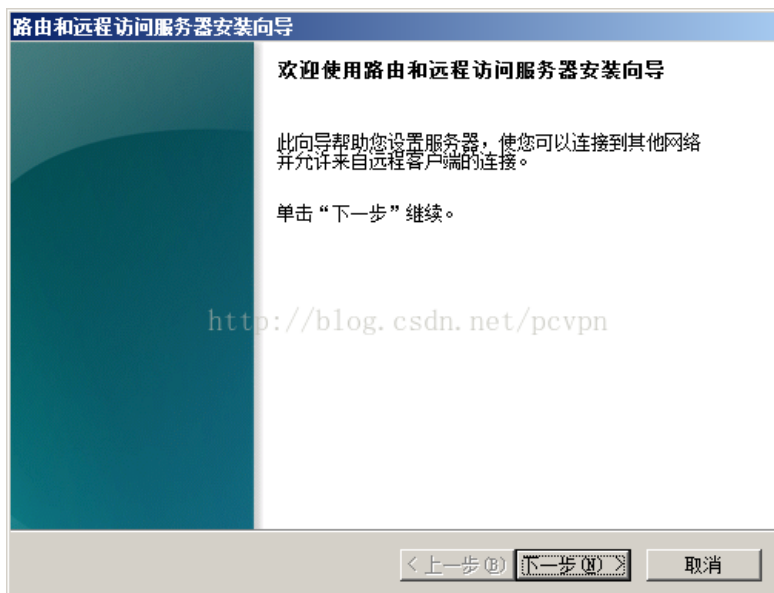 路由和远程访问服务器安装向导
欢迎使用路由和远程访问服务器安装向导
此向导帮助您设置服务器，使您可以连接到其他网络
并允许来自远程客户端的连接。
单击“下一步”继续。
http://blog.csdn.net/pcvpn
< 上一步(B) 下一步(N) > 取消